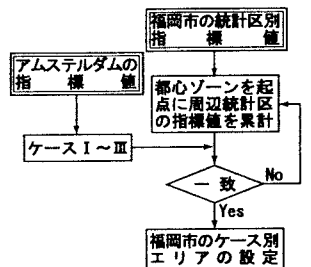 福岡市の統計区別
指標値
アムステルダムの
指標値
都心ゾーンを起
点に周辺統計区
の指標値を累計
ケースⅠ～Ⅲ
一致
No
Yes
福岡市のケース別
エリアの設定